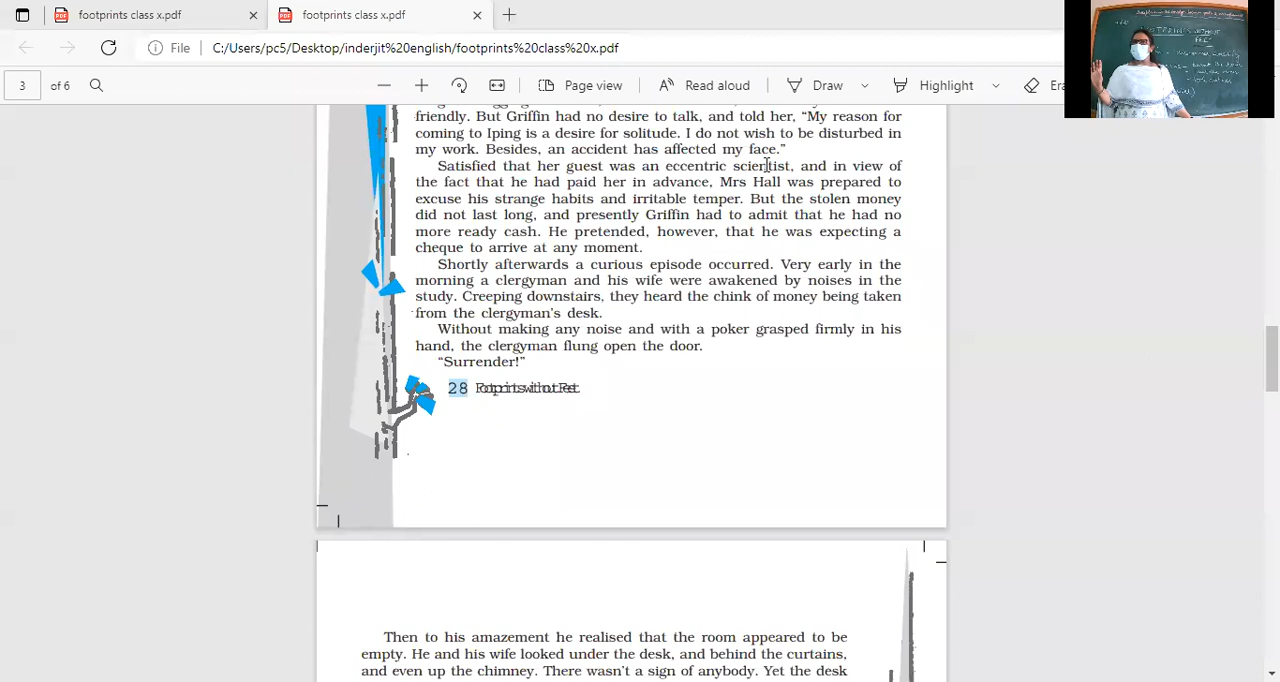 footprints class x.pdf
footprints class x.pdf
File C:/Users/pc5/Desktop/inderjit%20english/footprints%20class%20x.pdf
3 of 6 Page view Read aloud Draw Highlight Era
friendly. But Griffin had no desire to talk, and told her, “My reason for
coming to Iping is a desire for solitude. I do not wish to be disturbed in
my work. Besides, an accident has affected my face.”
Satisfied that her guest was an eccentric scientist, and in view of
the fact that he had paid her in advance, Mrs Hall was prepared to
excuse his strange habits and irritable temper. But the stolen money
did not last long, and presently Griffin had to admit that he had no
more ready cash. He pretended, however, that he was expecting a
cheque to arrive at any moment.
Shortly afterwards a curious episode occurred. Very early in the
morning a clergyman and his wife were awakened by noises in the
study. Creeping downstairs, they heard the chink of money being taken
from the clergyman’s desk.
Without making any noise and with a poker grasped firmly in his
hand, the clergyman flung open the door.
“Surrender!”
28
Then to his amazement he realised that the room appeared to be
empty. He and his wife looked under the desk, and behind the curtains,
and even up the chimney. There wasn’t a sign of anybody. Yet the desk